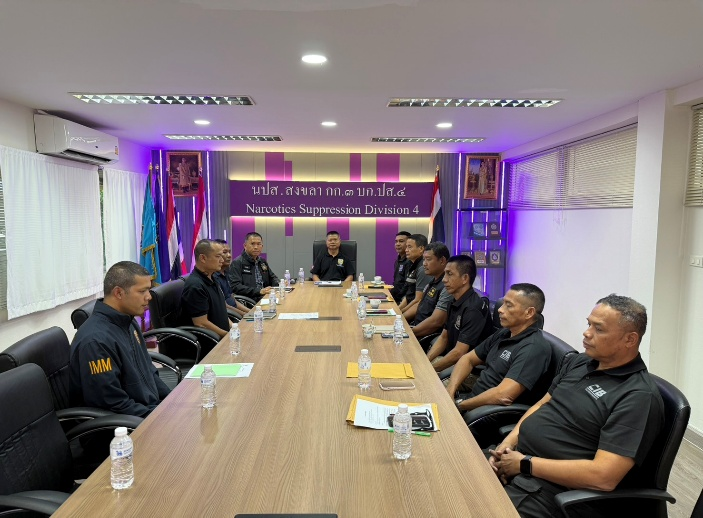 นปส. สงขลา กก.๓ บก.ปส.๔
Narcotics Suppression Division 4
IMM
CIB